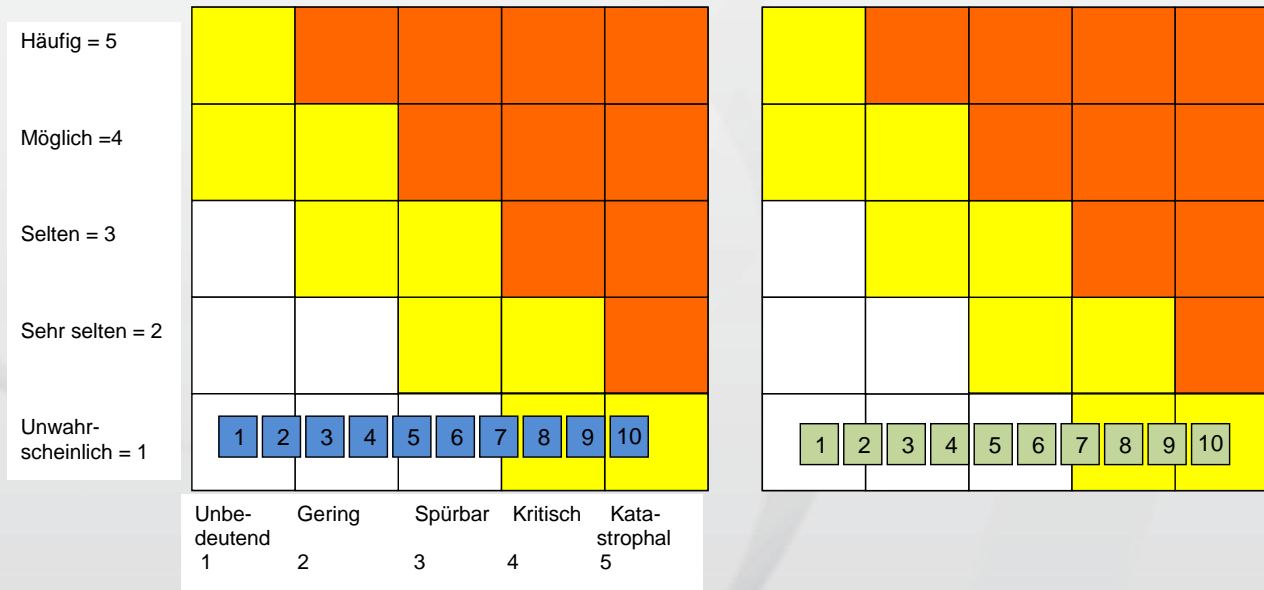 Häufig = 5
Möglich =4
Selten = 3
Sehr selten = 2
Unwahr-
scheinlich = 1
1 2 3 4 5 6 7 8 9 10
1 2 3 4 5 6 7 8 9 10
Unbe-
deutend
1
Gering
2
Spürbar
3
Kritisch
4
Kata-
strophal
5